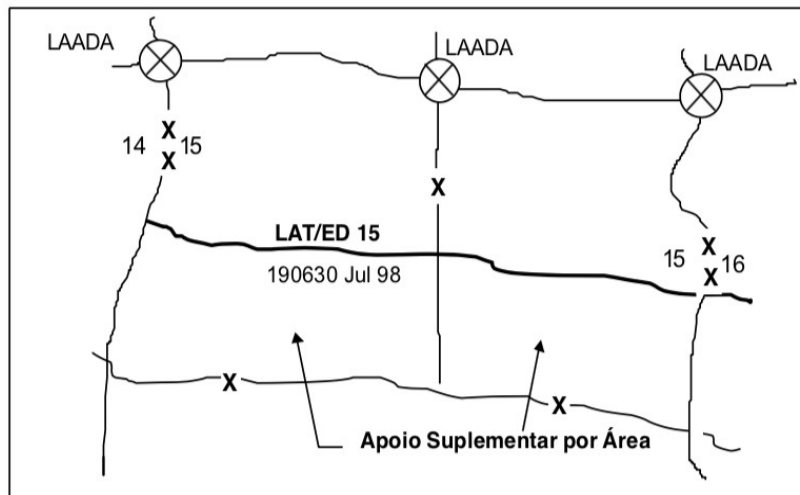 LAADA
LAADA
LAADA
X
14 15
X
X
LAT/ED 15
190630 Jul 98
X
15 16
X
X
X
Apoio Suplementar por Área